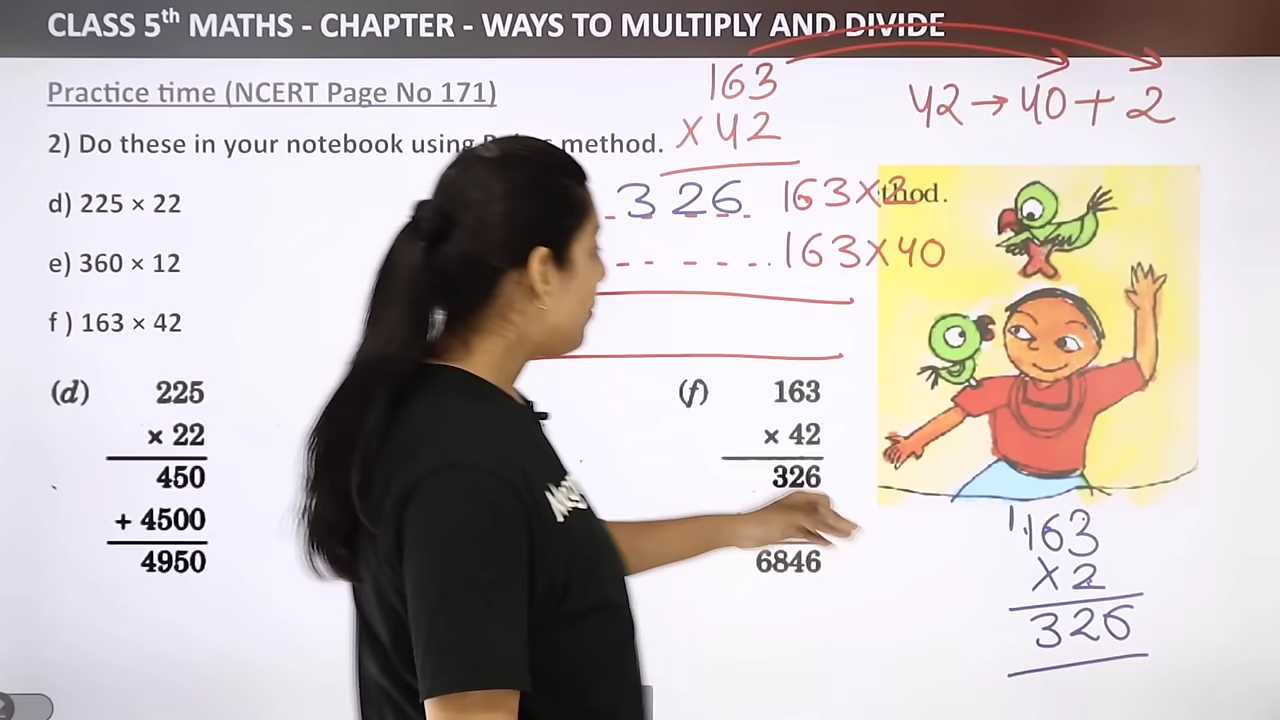 CLASS 5th MATHS - CHAPTER - WAYS TO MULTIPLY AND DIVIDE
Practice time (NCERT Page No 171)
2) Do these in your notebook using method.
d) 225 × 22
e) 360 × 12
f ) 163 × 42
163
× 42
42 → 40 + 2
326 163×2
163×40
thod.
(d) 225
× 22
450
+ 4500
4950
(f) 163
× 42
326
6846
1
163
× 2
326